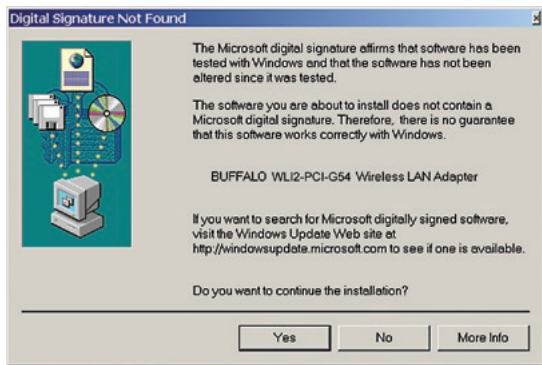 Digital Signature Not Found
The Microsoft digital signature affirms that software has been
tested with Windows and that the software has not been
altered since it was tested.
The software you are about to install does not contain a
Microsoft digital signature. Therefore, there is no guarantee
that this software works correctly with Windows.
BUFFALO WLI2-PCI-G54 Wireless LAN Adapter
If you want to search for Microsoft digitally signed software,
visit the Windows Update Web site at
http://windowsupdate.microsoft.com to see if one is available.
Do you want to continue the installation?
Yes No More Info